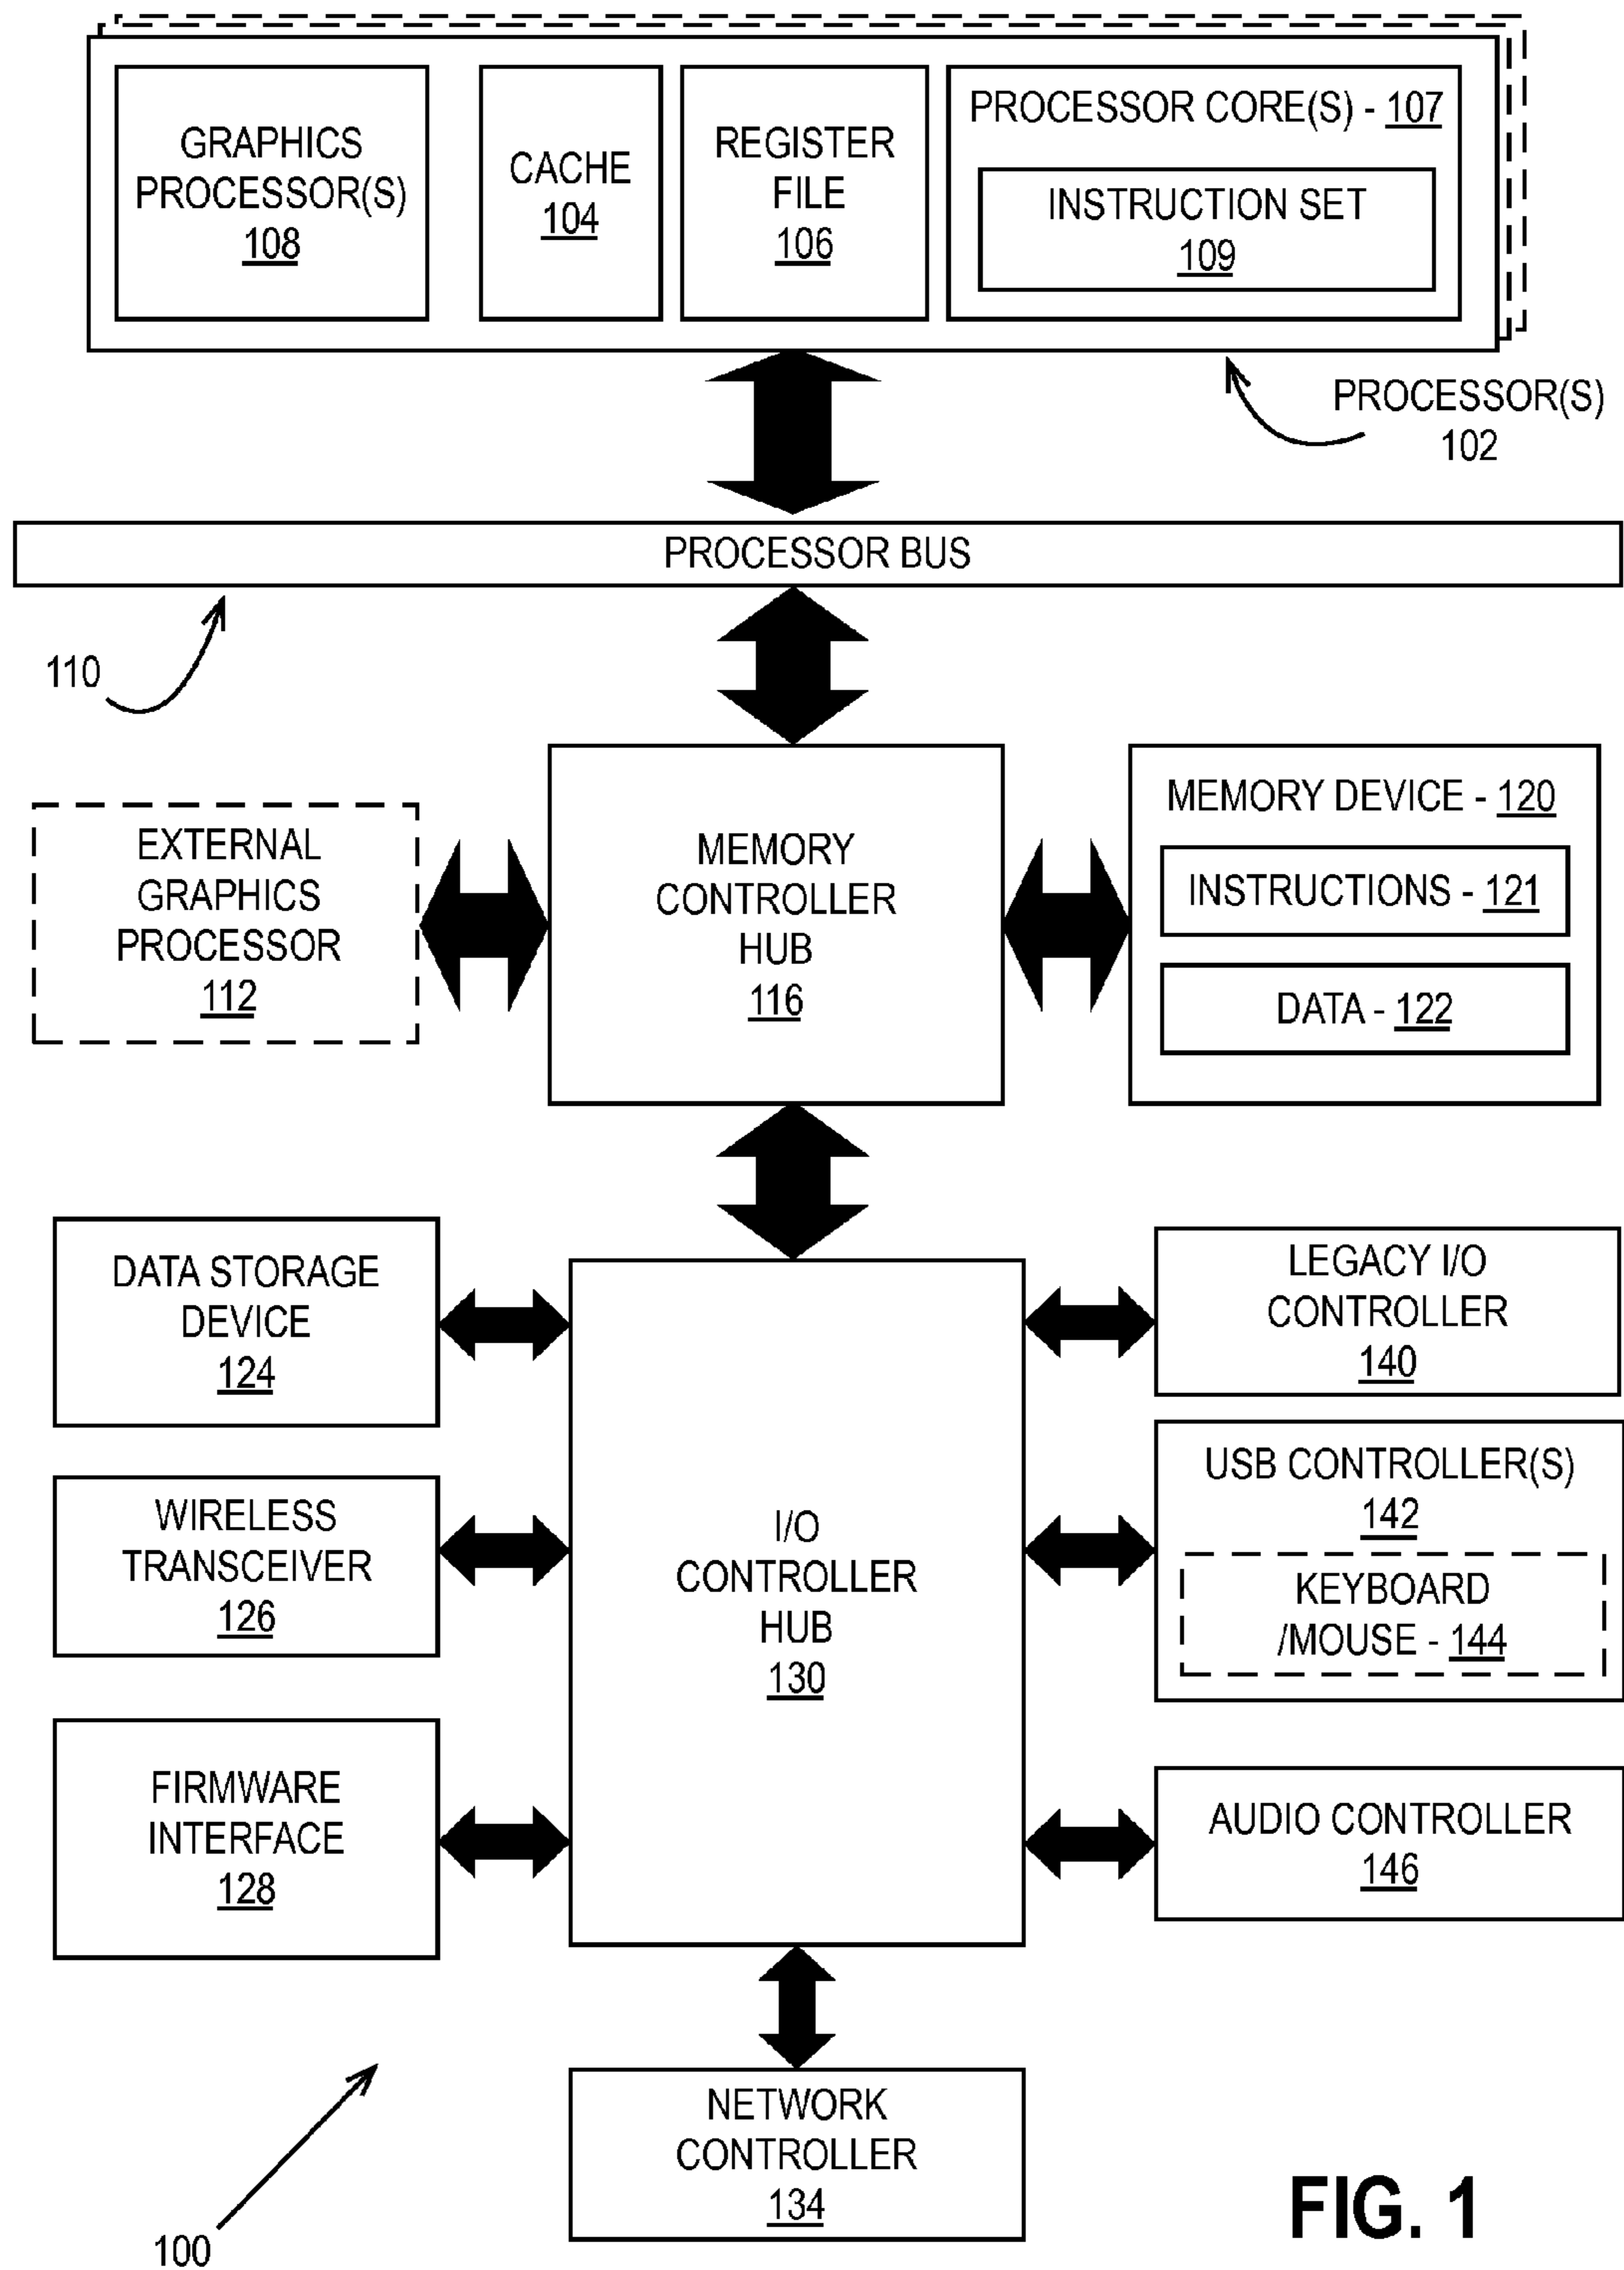 GRAPHICS
PROCESSOR(S)
108
CACHE
104
REGISTER
FILE
106
PROCESSOR CORE(S) - 107
INSTRUCTION SET
109
PROCESSOR(S)
102
PROCESSOR BUS
110
EXTERNAL
GRAPHICS
PROCESSOR
112
MEMORY
CONTROLLER
HUB
116
MEMORY DEVICE - 120
INSTRUCTIONS - 121
DATA - 122
DATA STORAGE
DEVICE
124
WIRELESS
TRANSCEIVER
126
FIRMWARE
INTERFACE
128
I/O
CONTROLLER
HUB
130
LEGACY I/O
CONTROLLER
140
USB CONTROLLER(S)
142
KEYBOARD
/MOUSE - 144
AUDIO CONTROLLER
146
NETWORK
CONTROLLER
134
100
FIG. 1